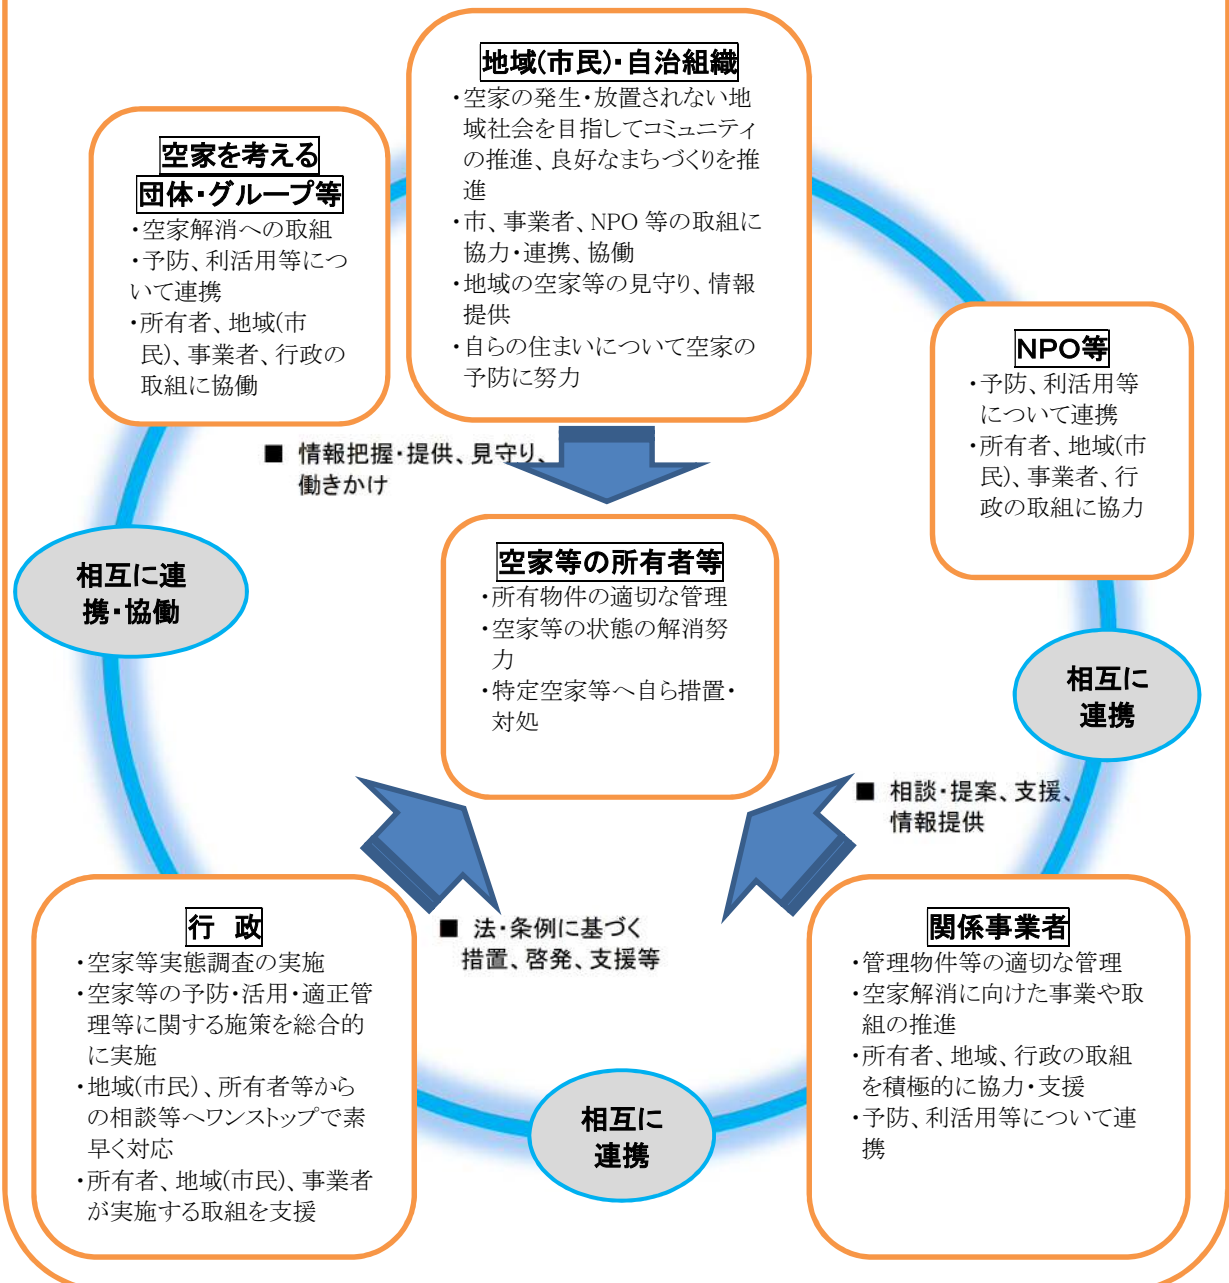 地域(市民)・自治組織
・空家の発生・放置されない地
域社会を目指してコミュニティ
の推進、良好なまちづくりを推
進
・市、事業者、NPO 等の取組に
協力・連携、協働
・地域の空家等の見守り、情報
提供
・自らの住まいについて空家の
予防に努力
空家を考える
団体・グループ等
・空家解消への取組
・予防、利活用等につ
いて連携
・所有者、地域(市
民)、事業者、行政の
取組に協働
NPO等
・予防、利活用等
について連携
・所有者、地域(市
民)、事業者、行
政の取組に協力
■ 情報把握・提供、見守り、
働きかけ
空家等の所有者等
・所有物件の適切な管理
・空家等の状態の解消努
力
・特定空家等へ自ら措置・
対処
相互に連
携・協働
相互に
連携
■ 相談・提案、支援、
情報提供
■ 法・条例に基づく
措置、啓発、支援等
行 政
・空家等実態調査の実施
・空家等の予防・活用・適正管
理等に関する施策を総合的
に実施
・地域(市民)、所有者等から
の相談等へワンストップで素
早く対応
・所有者、地域(市民)、事業者
が実施する取組を支援
相互に
連携
関係事業者
・管理物件等の適切な管理
・空家解消に向けた事業や取
組の推進
・所有者、地域、行政の取組
を積極的に協力・支援
・予防、利活用等について連
携